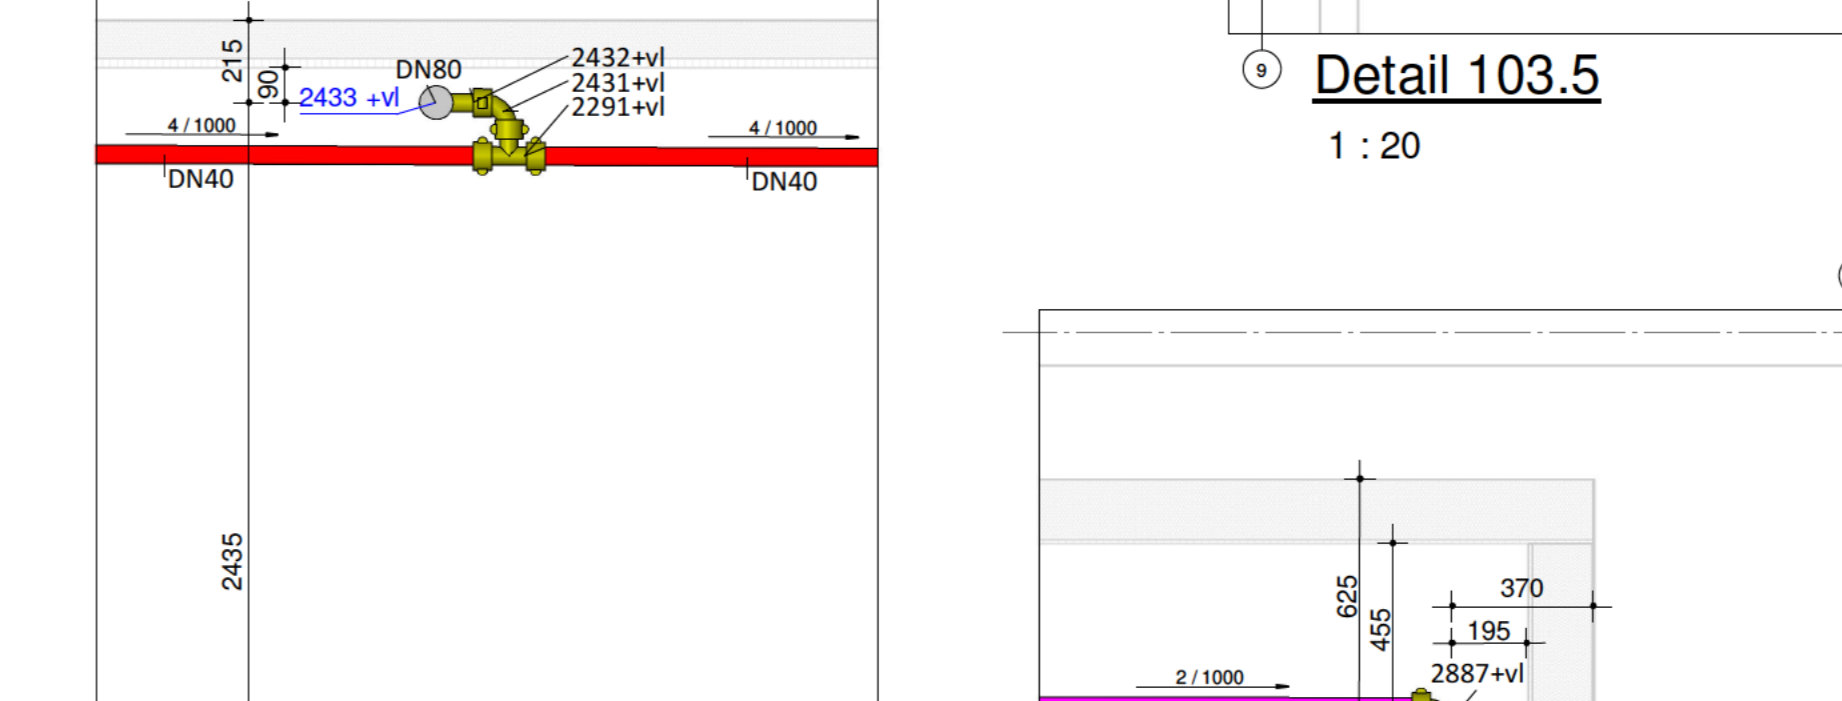 215
90
DN80
2433 +vl
2432+vl
2431+vl
2291+vl
4 / 1000
4 / 1000
DN40
DN40
2435
9
Detail 103.5
1 : 20
625
455
370
195
2887+vl
2 / 1000